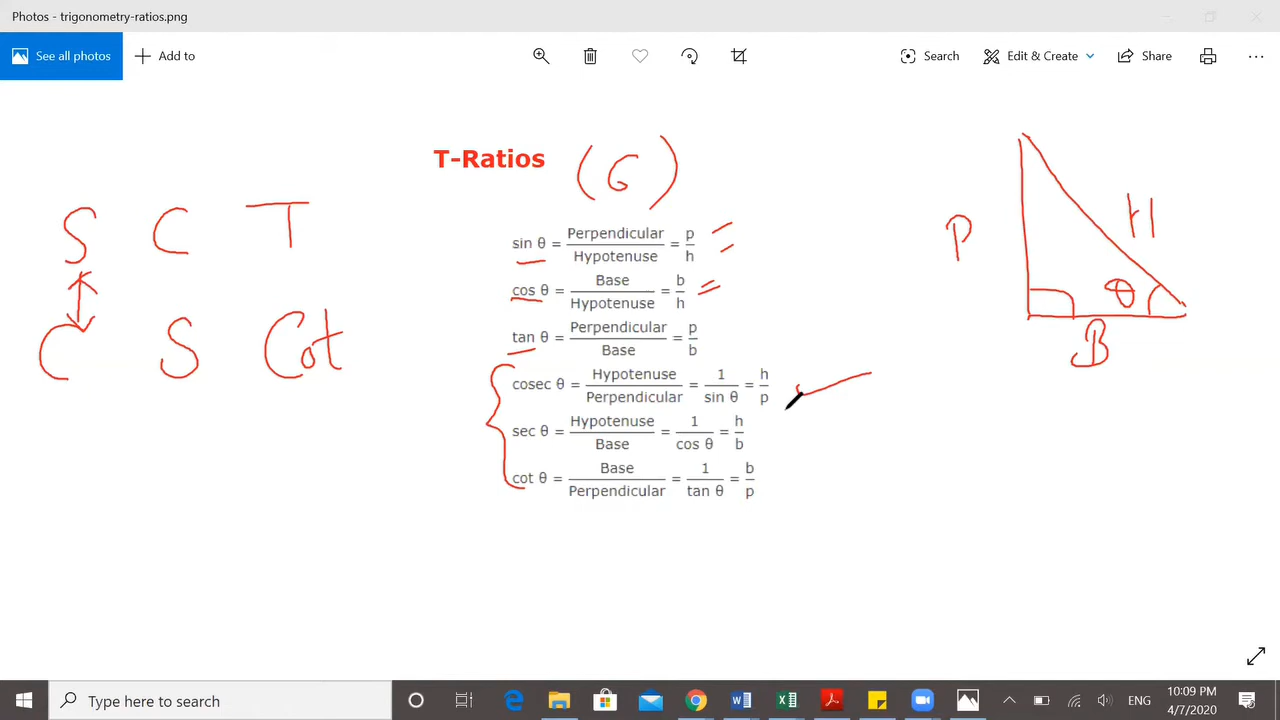 Photos - trigonometry-ratios.png
See all photos
Add to
Search
Edit & Create
Share
T-Ratios (6)
S C T
C S Cot
sin θ = Perpendicular / Hypotenuse = p / h
cos θ = Base / Hypotenuse = b / h
tan θ = Perpendicular / Base = p / b
cosec θ = Hypotenuse / Perpendicular = 1 / sin θ = h / p
sec θ = Hypotenuse / Base = 1 / cos θ = h / b
cot θ = Base / Perpendicular = 1 / tan θ = b / p
P
H
θ
B
Type here to search
ENG
10:09 PM
4/7/2020